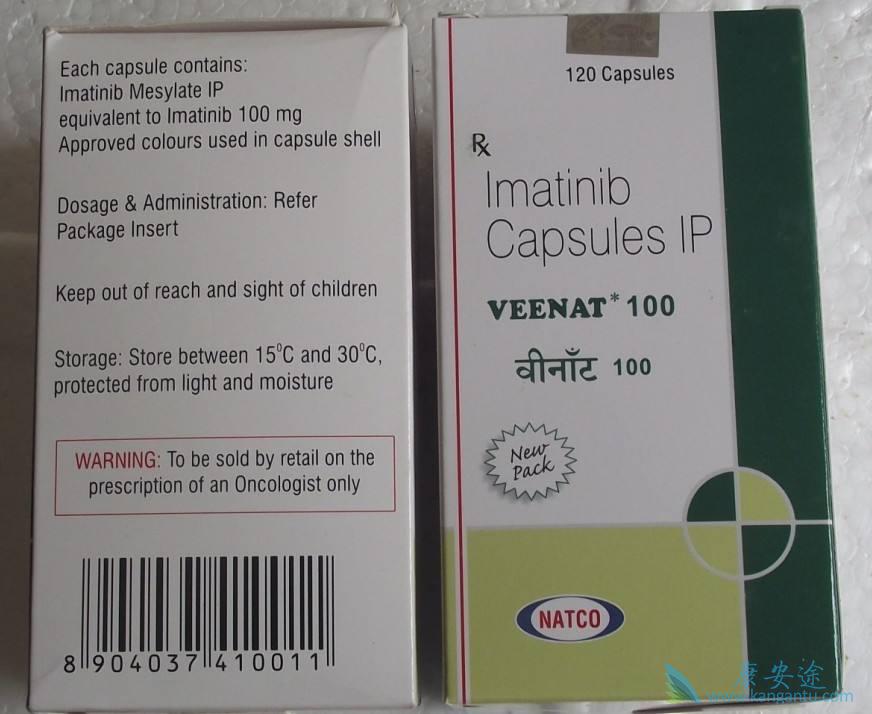 Each capsule contains:
Imatinib Mesylate IP
equivalent to Imatinib 100 mg
Approved colours used in capsule shell
Dosage & Administration: Refer
Package Insert
Keep out of reach and sight of children
Storage: Store between 15⁰C and 30⁰C,
protected from light and moisture
WARNING: To be sold by retail on the
prescription of an Oncologist only
8 904037 410011
120 Capsules
℞
Imatinib
Capsules IP
VEENAT* 100
वीनाँट 100
New
Pack
NATCO
康安途
www.kangantu.com